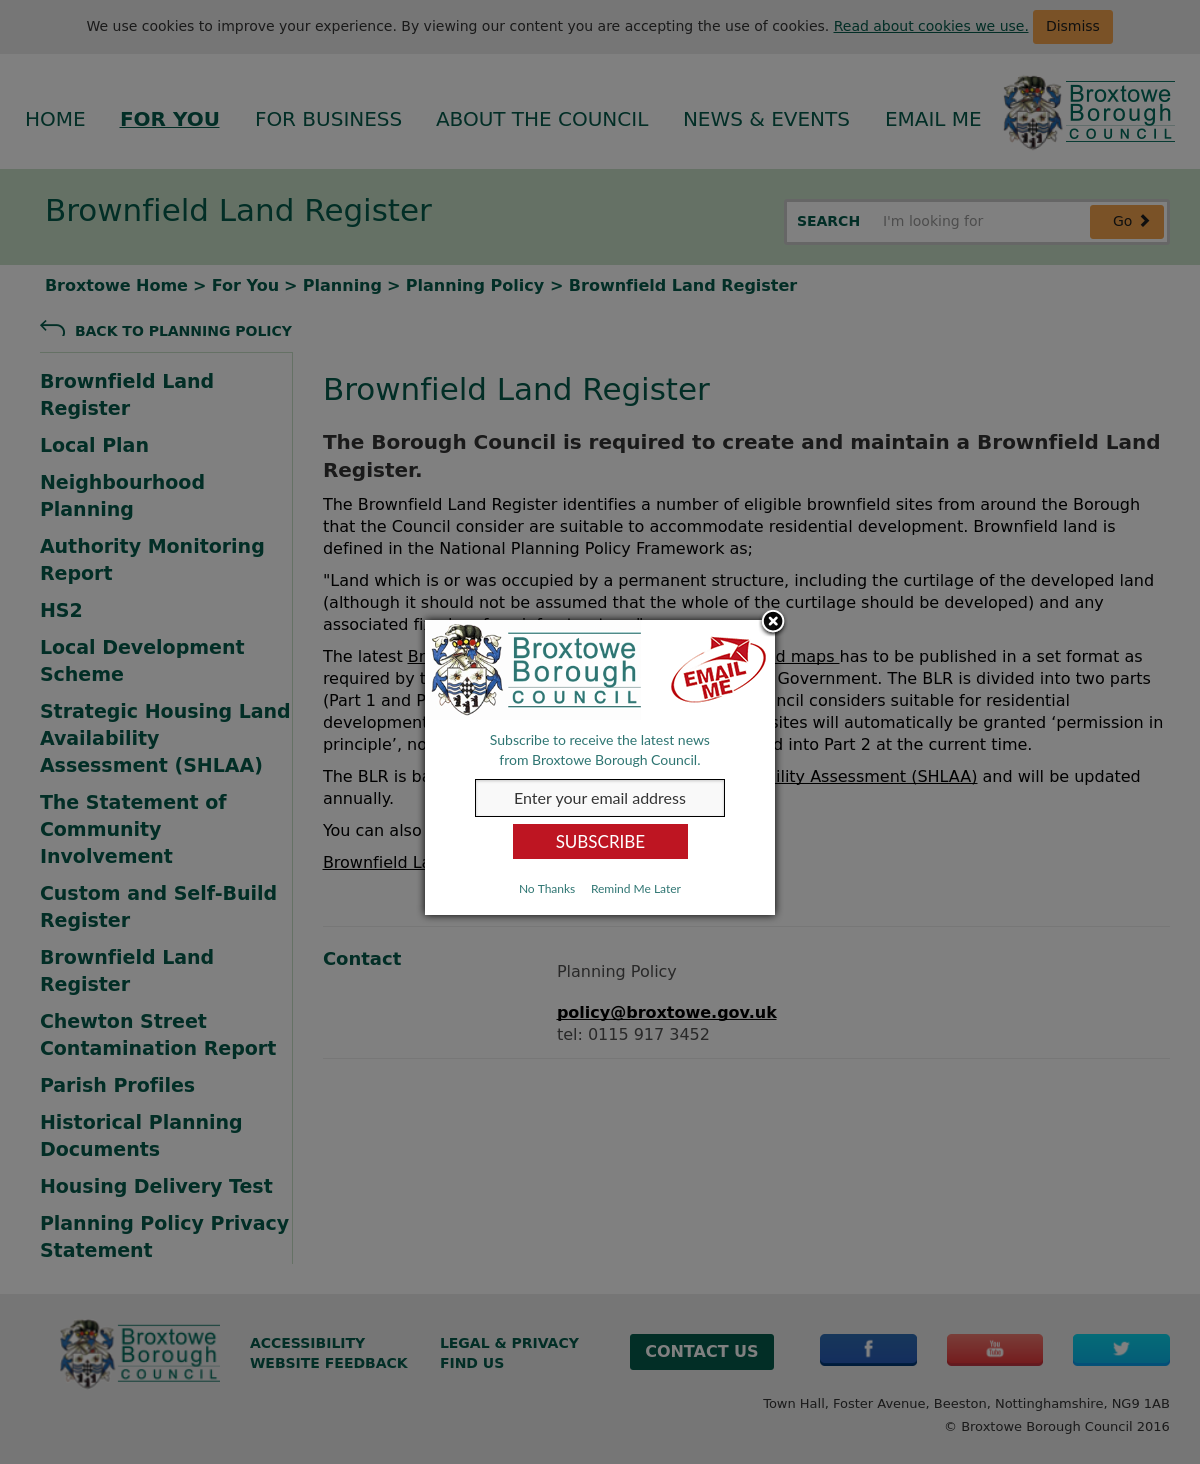 We use cookies to improve your experience. By viewing our content you are accepting the use of cookies. Read about cookies we use. Dismiss
HOME FOR YOU FOR BUSINESS ABOUT THE COUNCIL NEWS & EVENTS EMAIL ME
Broxtowe
Borough
COUNCIL
Brownfield Land Register
SEARCH I'm looking for Go
Broxtowe Home > For You > Planning > Planning Policy > Brownfield Land Register
BACK TO PLANNING POLICY
Brownfield Land
Register
Local Plan
Neighbourhood
Planning
Authority Monitoring
Report
HS2
Local Development
Scheme
Strategic Housing Land
Availability
Assessment (SHLAA)
The Statement of
Community
Involvement
Custom and Self-Build
Register
Brownfield Land
Register
Chewton Street
Contamination Report
Parish Profiles
Historical Planning
Documents
Housing Delivery Test
Planning Policy Privacy
Statement
Brownfield Land Register
The Borough Council is required to create and maintain a Brownfield Land
Register.
The Brownfield Land Register identifies a number of eligible brownfield sites from around the Borough
that the Council consider are suitable to accommodate residential development. Brownfield land is
defined in the National Planning Policy Framework as;
"Land which is or was occupied by a permanent structure, including the curtilage of the developed land
(although it should not be assumed that the whole of the curtilage should be developed) and any
associated
The latest maps has to be published in a set format as
required by Government. The BLR is divided into two parts
(Part 1 and considers suitable for residential
development sites will automatically be granted ‘permission in
principle’, into Part 2 at the current time.
The BLR is Assessment (SHLAA) and will be updated
annually.
You can also
Brownfield
Broxtowe
Borough
COUNCIL
EMAIL
ME
Subscribe to receive the latest news
from Broxtowe Borough Council.
Enter your email address
SUBSCRIBE
No Thanks Remind Me Later
Contact
Planning Policy
policy@broxtowe.gov.uk
tel: 0115 917 3452
Broxtowe
Borough
COUNCIL
ACCESSIBILITY LEGAL & PRIVACY
WEBSITE FEEDBACK FIND US
CONTACT US
You
Tube
Town Hall, Foster Avenue, Beeston, Nottinghamshire, NG9 1AB
© Broxtowe Borough Council 2016